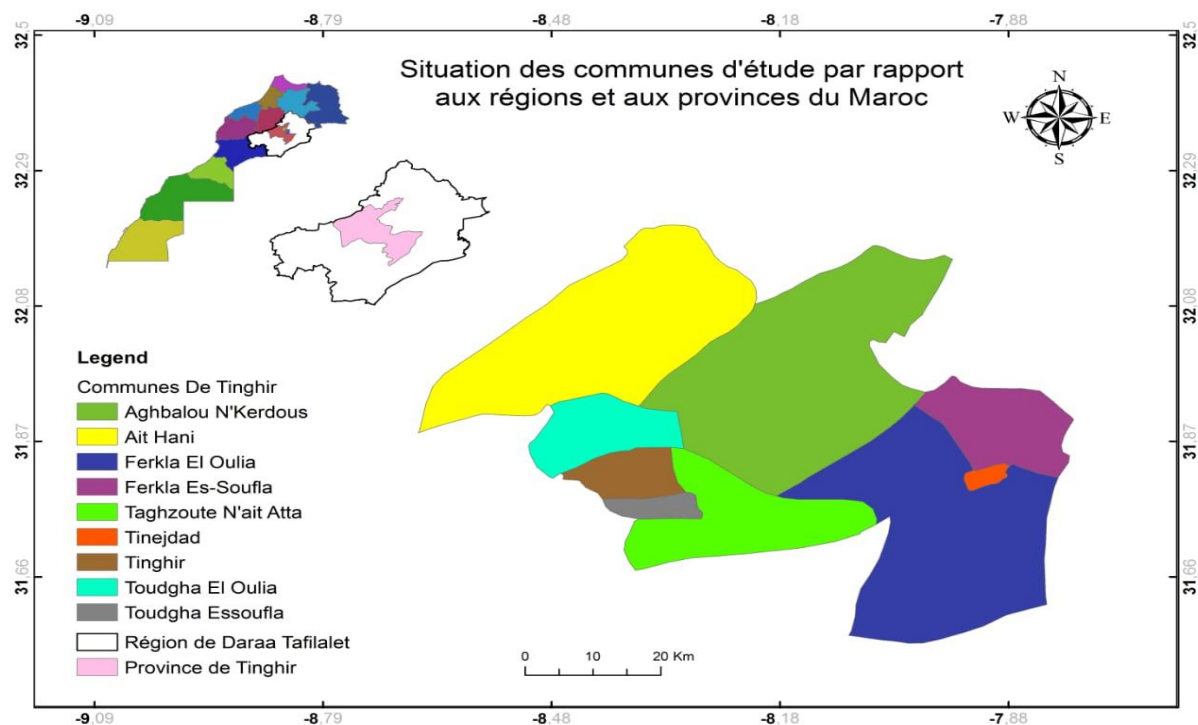 -9,09 -8,79 -8,48 -8,18 -7,88
32,5 32,5
Situation des communes d'étude par rapport
aux régions et aux provinces du Maroc
N
W E
S
32,29 32,29
32,08 32,08
Legend
Communes De Tinghir
Aghbalou N'Kerdous
Ait Hani
31,87 31,87
Ferkla El Oulia
Ferkla Es-Soufla
Taghzoute N'ait Atta
Tinejdad
Tinghir
31,66 31,66
Toudgha El Oulia
Toudgha Essoufla
Région de Daraa Tafilalet
Province de Tinghir
0 10 20 Km
-9,09 -8,79 -8,48 -8,18 -7,88